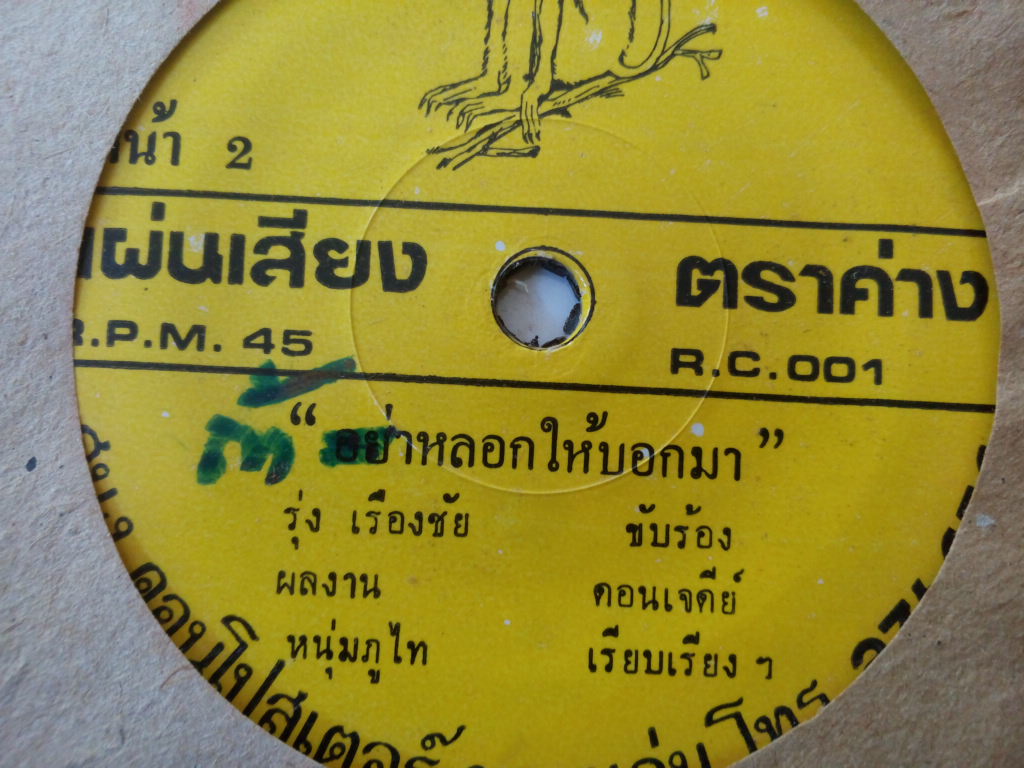 หน้า 2
แผ่นเสียง ตราค่าง
R.P.M. 45 R.C.001
“อย่าหลอกให้บอกมา”
รุ่ง เรืองชัย ขับร้อง
ผลงาน ดอนเจดีย์
หนุ่มภูไท เรียบเรียง ๆ